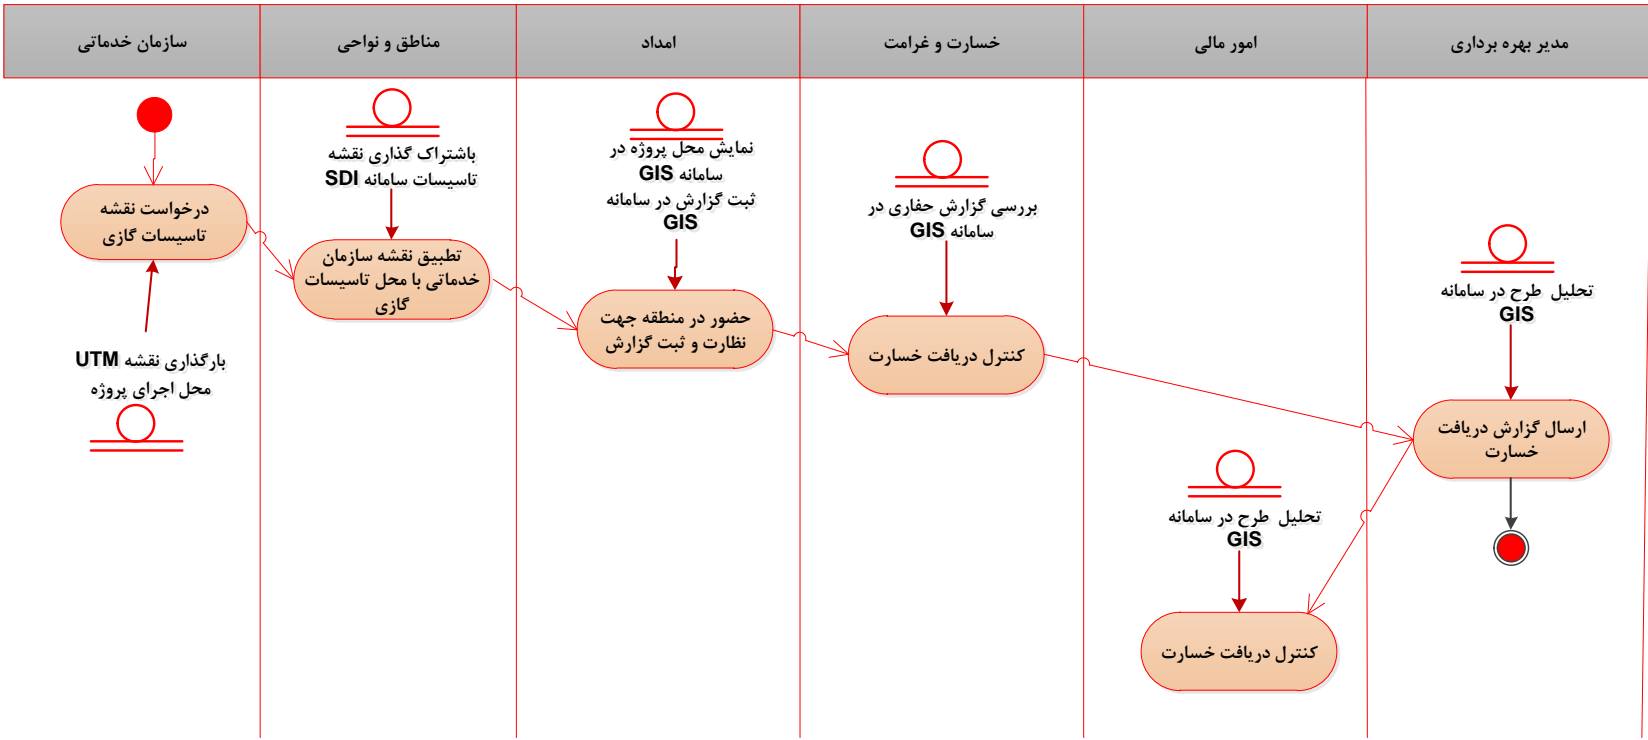 سازمان خدماتی
مناطق و نواحی
امداد
خسارت و غرامت
امور مالی
مدیر بهره برداری
درخواست نقشه
تاسیسات گازی
بارگذاری نقشه UTM
محل اجرای پروژه
باشتراک گذاری نقشه
تاسیسات سامانه SDI
تطبیق نقشه سازمان
خدماتی با محل تاسیسات
گازی
نمایش محل پروژه در
سامانه GIS
ثبت گزارش در سامانه
GIS
حضور در منطقه جهت
نظارت و ثبت گزارش
بررسی گزارش حفاری در
سامانه GIS
کنترل دریافت خسارت
تحلیل طرح در سامانه
GIS
کنترل دریافت خسارت
تحلیل طرح در سامانه
GIS
ارسال گزارش دریافت
خسارت